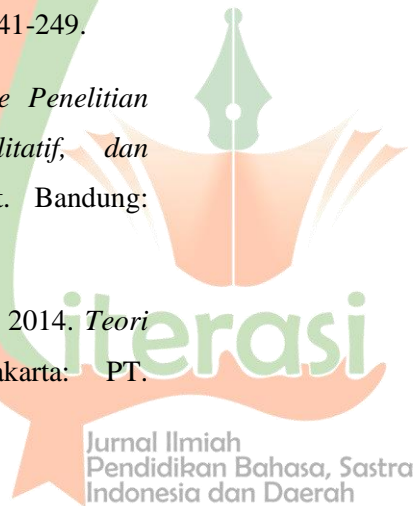 41-249.
e Penelitian
litatif, dan
t. Bandung:
2014. Teori
literasi
akarta: PT.
Jurnal Ilmiah
Pendidikan Bahasa, Sastra
Indonesia dan Daerah